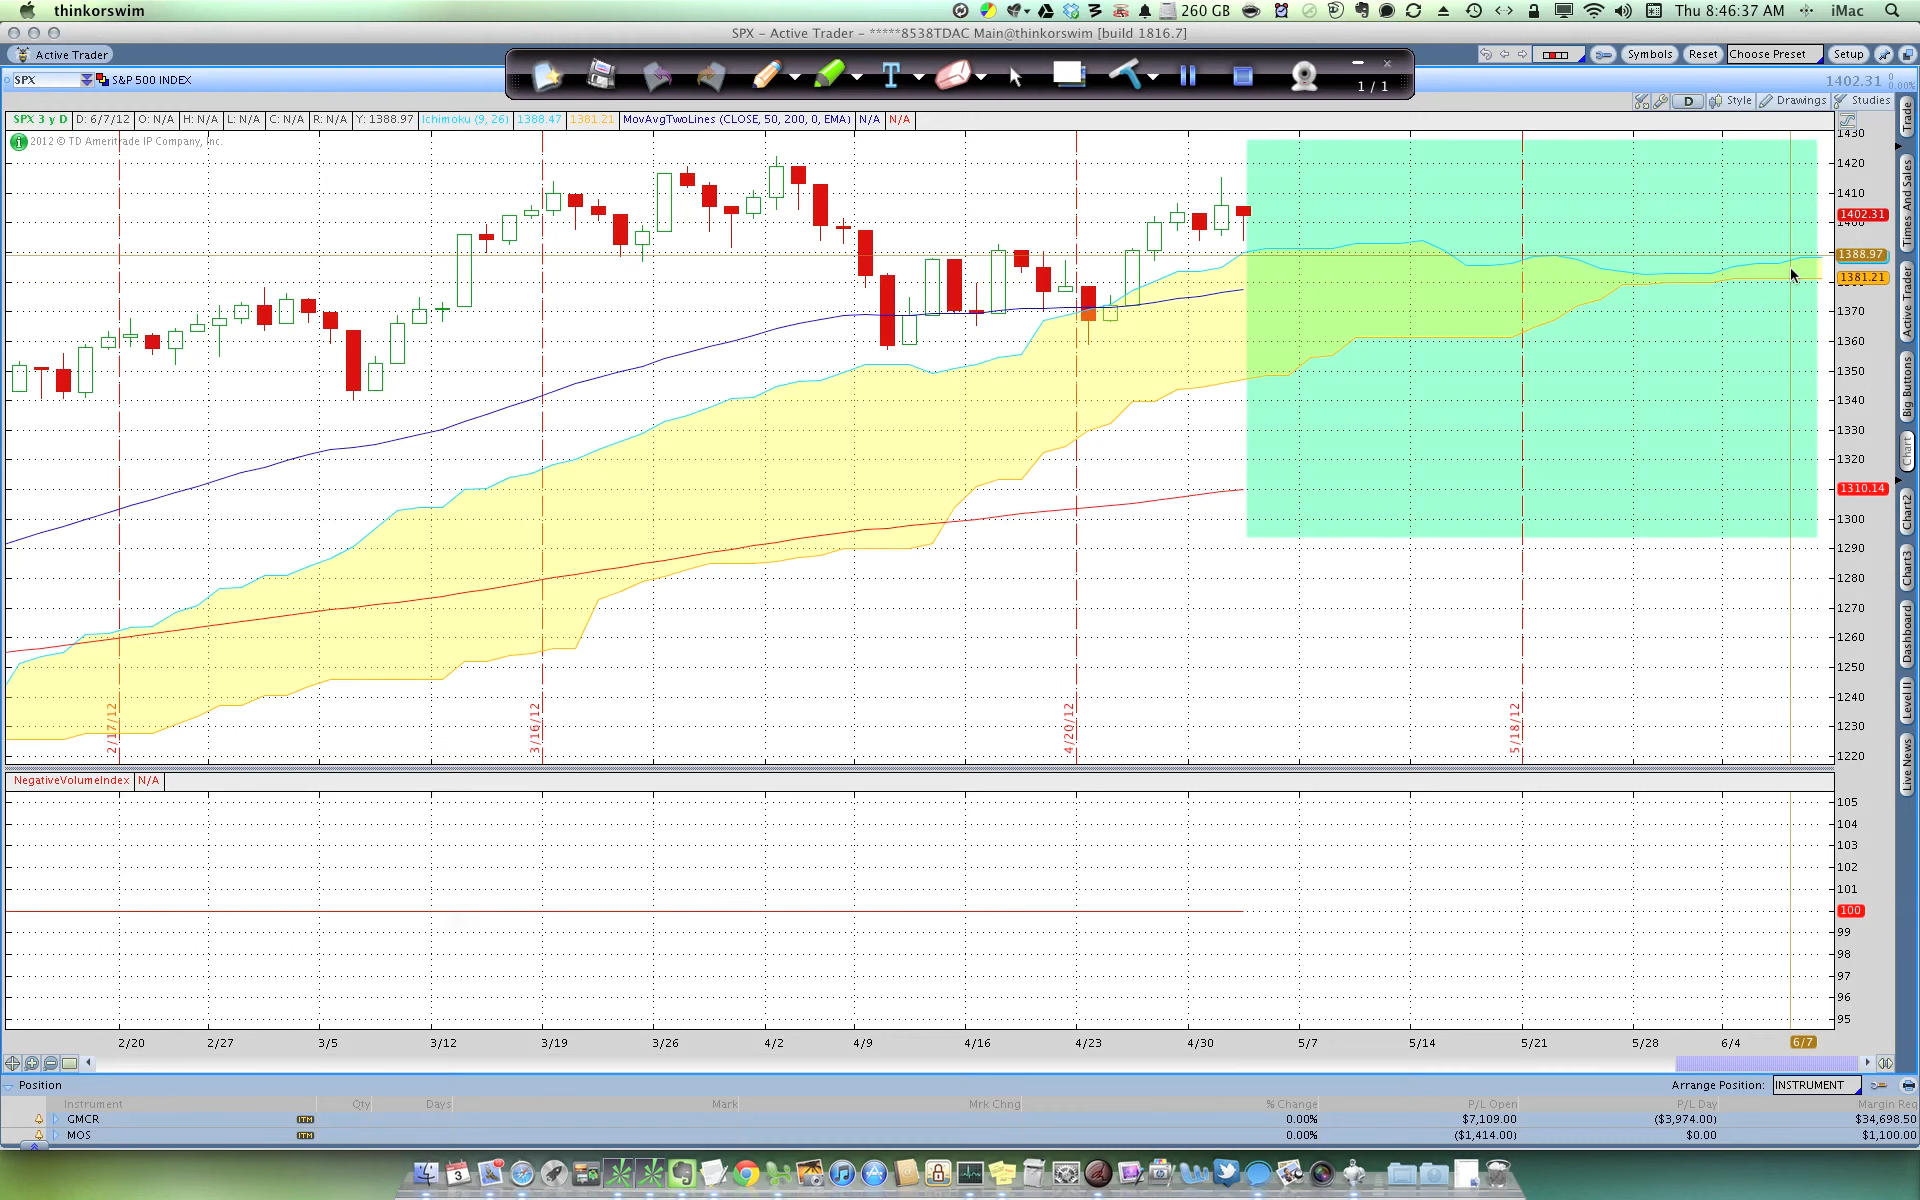 thinkorswim 260 GB Thu 8:46:37 AM iMac
SPX - Active Trader - *****8538TDAC Main@thinkorswim [build 1816.7]
Active Trader Symbols Reset Choose Preset Setup
SPX S&P 500 INDEX 1402.31 0
0.00%
T 1 / 1
D Style Drawings Studies
SPX 3 y D D: 6/7/12 O: N/A H: N/A L: N/A C: N/A R: N/A Y: 1388.97 Ichimoku (9, 26) 1388.47 1381.21 MovAvgTwoLines (CLOSE, 50, 200, 0, EMA) N/A N/A
2012 © TD Ameritrade IP Company, Inc.
1430
1420
1410
1402.31
1400
1388.97
1381.21
1370
1360
1350
1340
1330
1320
1310.14
1300
1290
1280
1270
1260
1250
1240
1230
1220
2/17/12 3/16/12 4/20/12 5/18/12
Trade
Times And Sales
Active Trader
Big Buttons
Chart
Chart2
Chart3
Dashboard
Level II
Live News
NegativeVolumeIndex N/A
105
104
103
102
101
100
99
98
97
96
95
2/20 2/27 3/5 3/12 3/19 3/26 4/2 4/9 4/16 4/23 4/30 5/7 5/14 5/21 5/28 6/4 6/7
Position Arrange Position: INSTRUMENT
Instrument Qty Days Mark Mrk Chng % Change P/L Open P/L Day Margin Req
GMCR ITM 0.00% $7,109.00 ($3,974.00) $34,698.50
MOS ITM 0.00% ($1,414.00) $0.00 $1,100.00
3